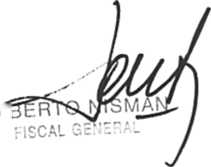 BERTO NISMAN
FISCAL GENERAL